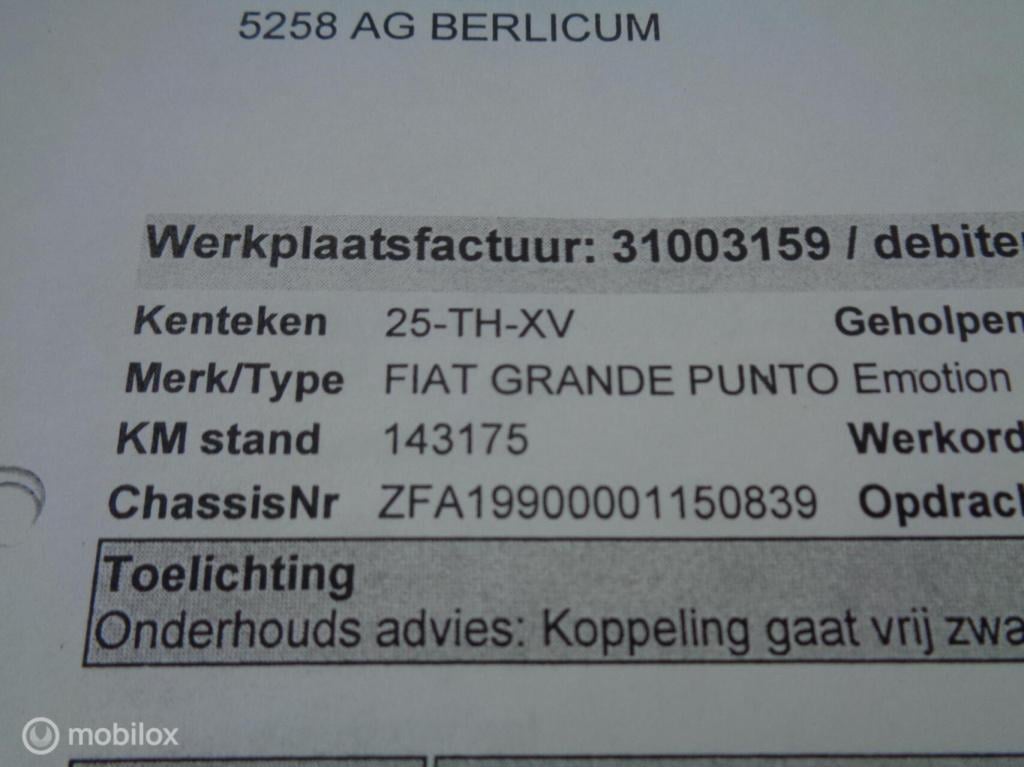 5258 AG BERLICUM
Werkplaatsfactuur: 31003159 / debite
Kenteken 25-TH-XV Geholpen
Merk/Type FIAT GRANDE PUNTO Emotion
KM stand 143175 Werkord
ChassisNr ZFA19900001150839 Opdrach
Toelichting
Onderhouds advies: Koppeling gaat vrij zwa
mobilox